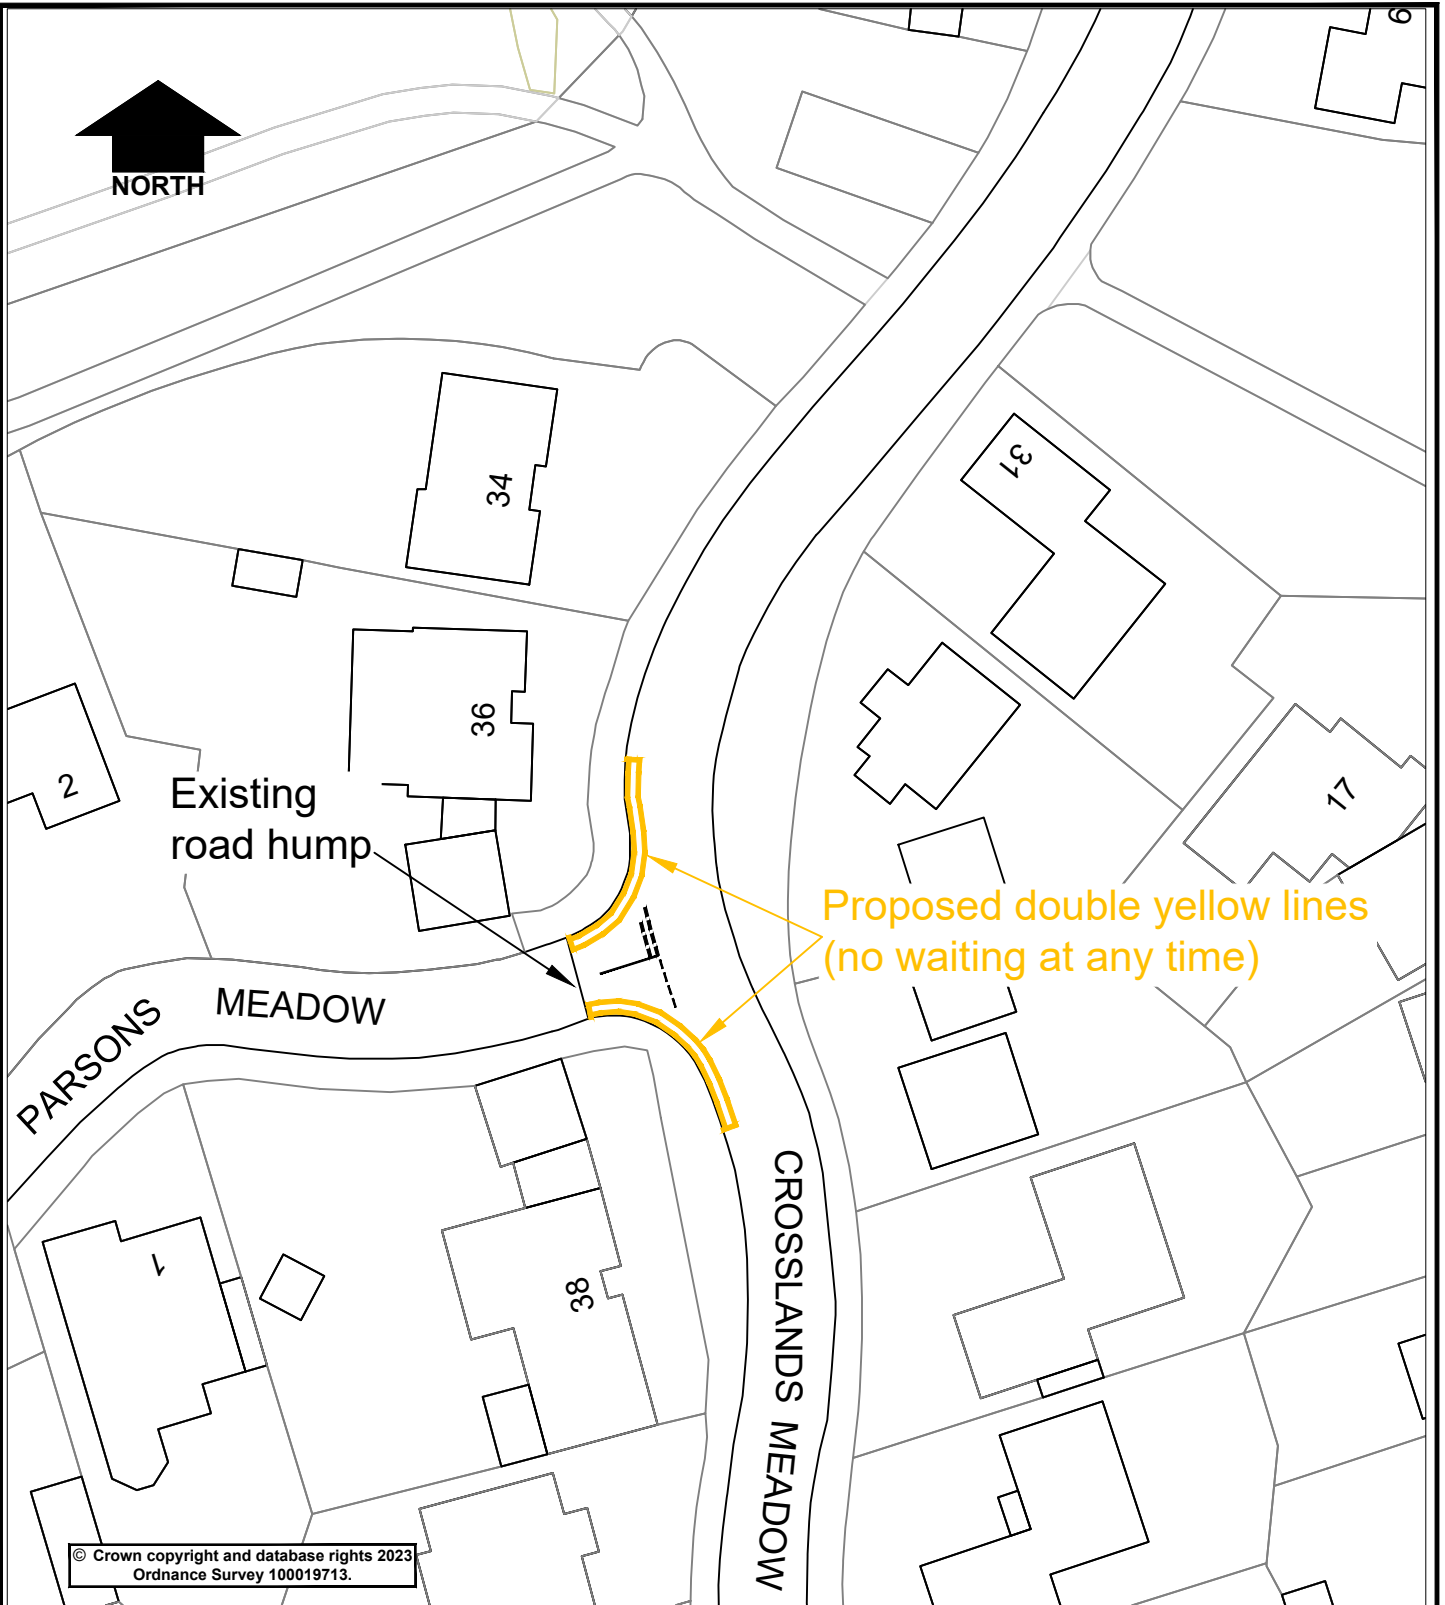 9
NORTH
31
34
36
2
17
Existing
road hump
Proposed double yellow lines
(no waiting at any time)
PARSONS MEADOW
CROSSLANDS MEADOW
1
38
© Crown copyright and database rights 2023
Ordnance Survey 100019713.